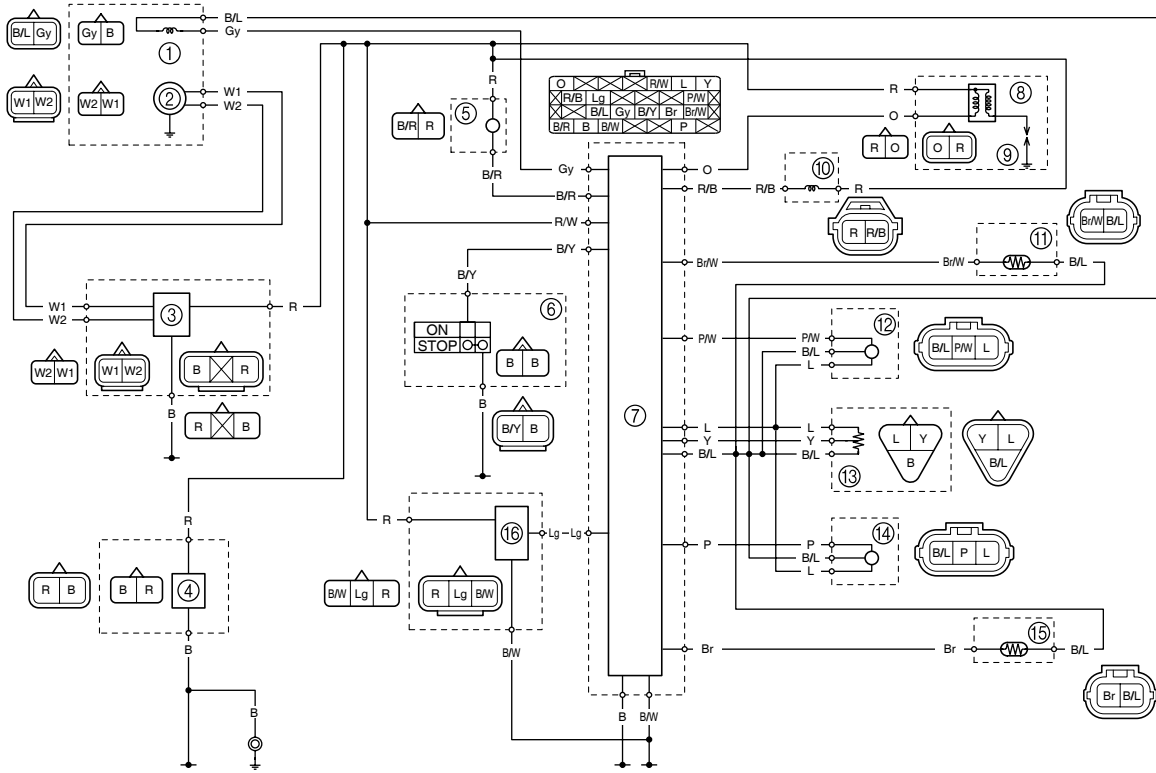 B/L
Gy
B/L Gy
Gy B
①
W1 W2
W2 W1
②
W1
W2
R
B/R R
⑤
B/R
O R/W L Y
R/B Lg P/W
B/L Gy B/Y Br Br/W
B/R B B/W P
R
O
⑧
⑨
R O
O R
Gy
B/R
R/W
B/Y
O
R/B R/B
⑩
R
R R/B
Br/W B/L
⑪
Br/W Br/W B/L
B/Y
⑥
ON
STOP
B B
B
B/Y B
W1
W2
③
R
W2 W1
W1 W2
B R
B
R B
⑦
P/W P/W
B/L
L
⑫
B/L P/W L
L L
Y Y
B/L B/L
⑬
L Y
B
Y L
B/L
R
⑯
Lg Lg
B/W Lg R
R Lg B/W
B/W
P P
B/L
L
⑭
B/L P L
R
④
R B
B R
B
B
Br Br B/L
⑮
Br B/L
B B/W